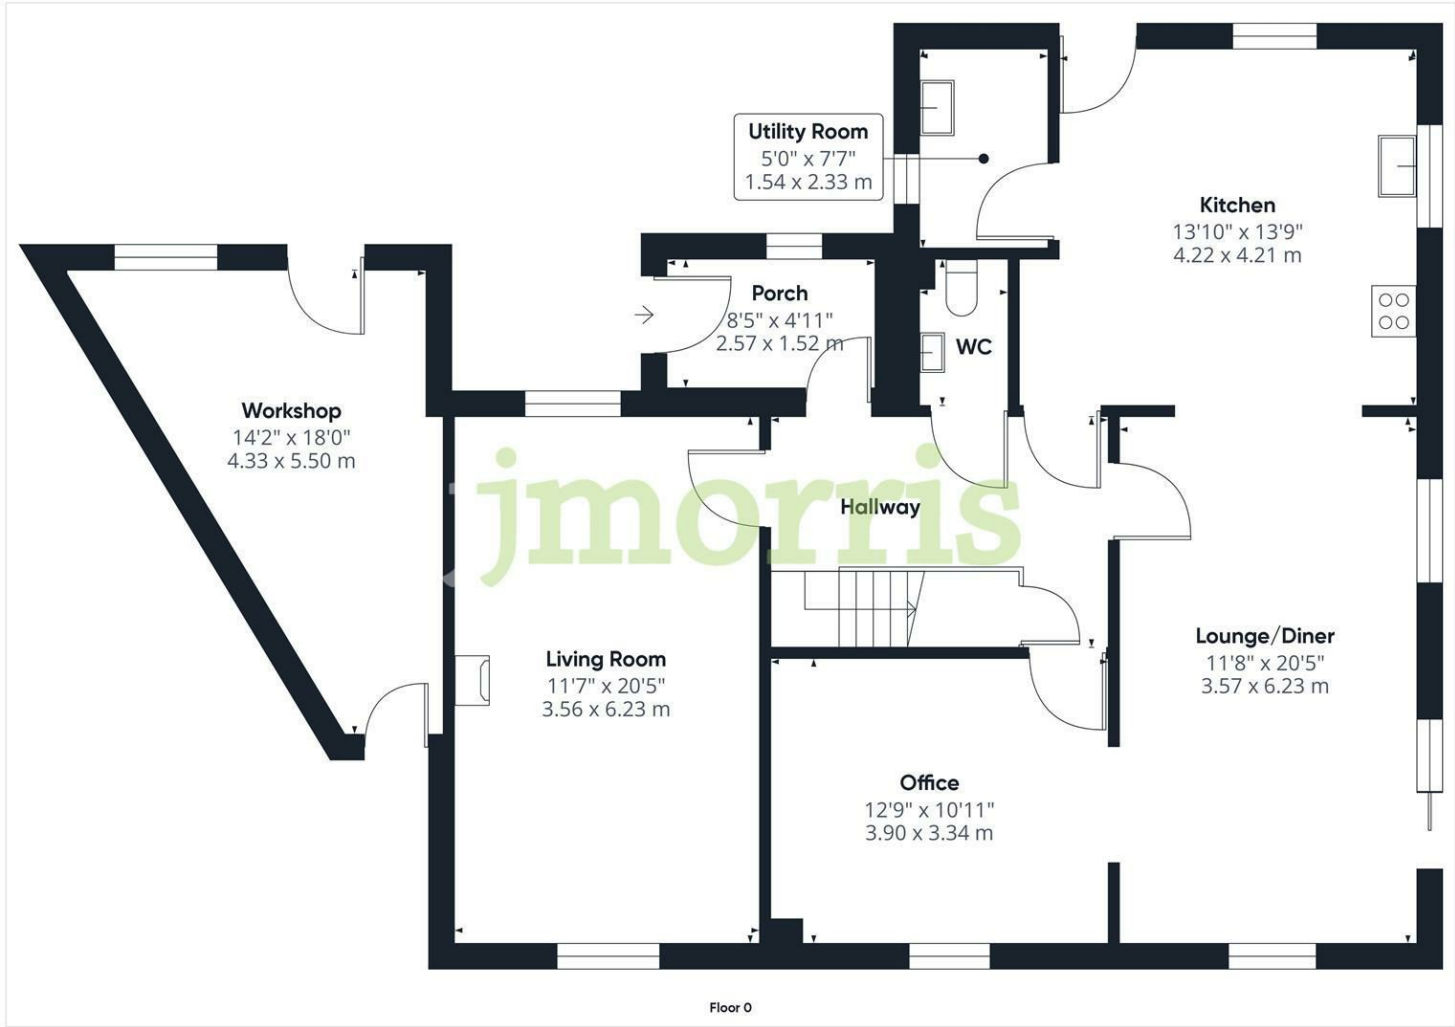 Utility Room
5'0" x 7'7"
1.54 x 2.33 m
Kitchen
13'10" x 13'9"
4.22 x 4.21 m
Porch
8'5" x 4'11"
2.57 x 1.52 m
WC
Workshop
14'2" x 18'0"
4.33 x 5.50 m
jmorris
Hallway
Living Room
11'7" x 20'5"
3.56 x 6.23 m
Lounge/Diner
11'8" x 20'5"
3.57 x 6.23 m
Office
12'9" x 10'11"
3.90 x 3.34 m
Floor 0